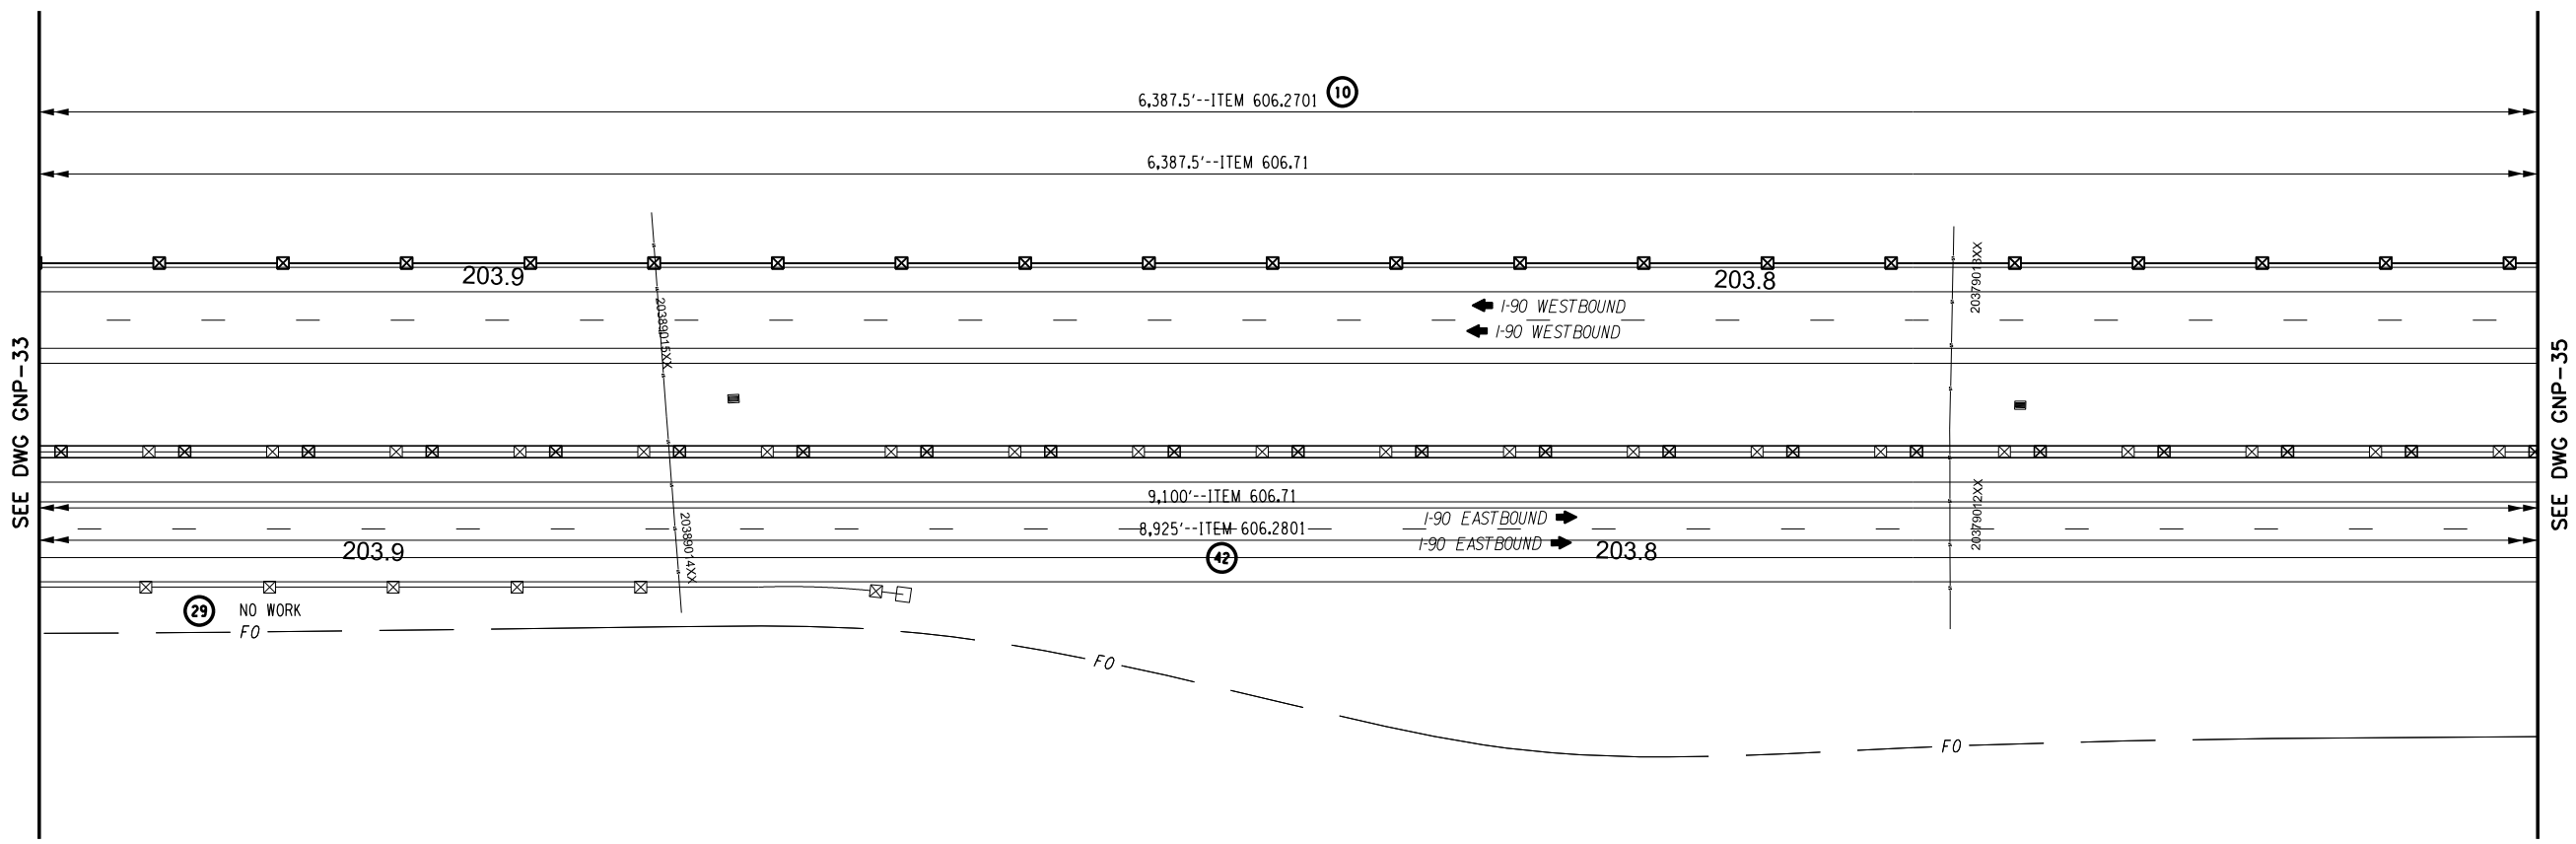 6,387.5'--ITEM 606.2701 10
6,387.5'--ITEM 606.71
203.9
203.8
20389015XX
20379013XX
I-90 WESTBOUND
I-90 WESTBOUND
SEE DWG GNP-33
SEE DWG GNP-35
9,100'--ITEM 606.71
I-90 EASTBOUND
8,925'--ITEM 606.2801
I-90 EASTBOUND
203.9
203.8
42
20389014XX
20379012XX
29 NO WORK
FO
FO
FO